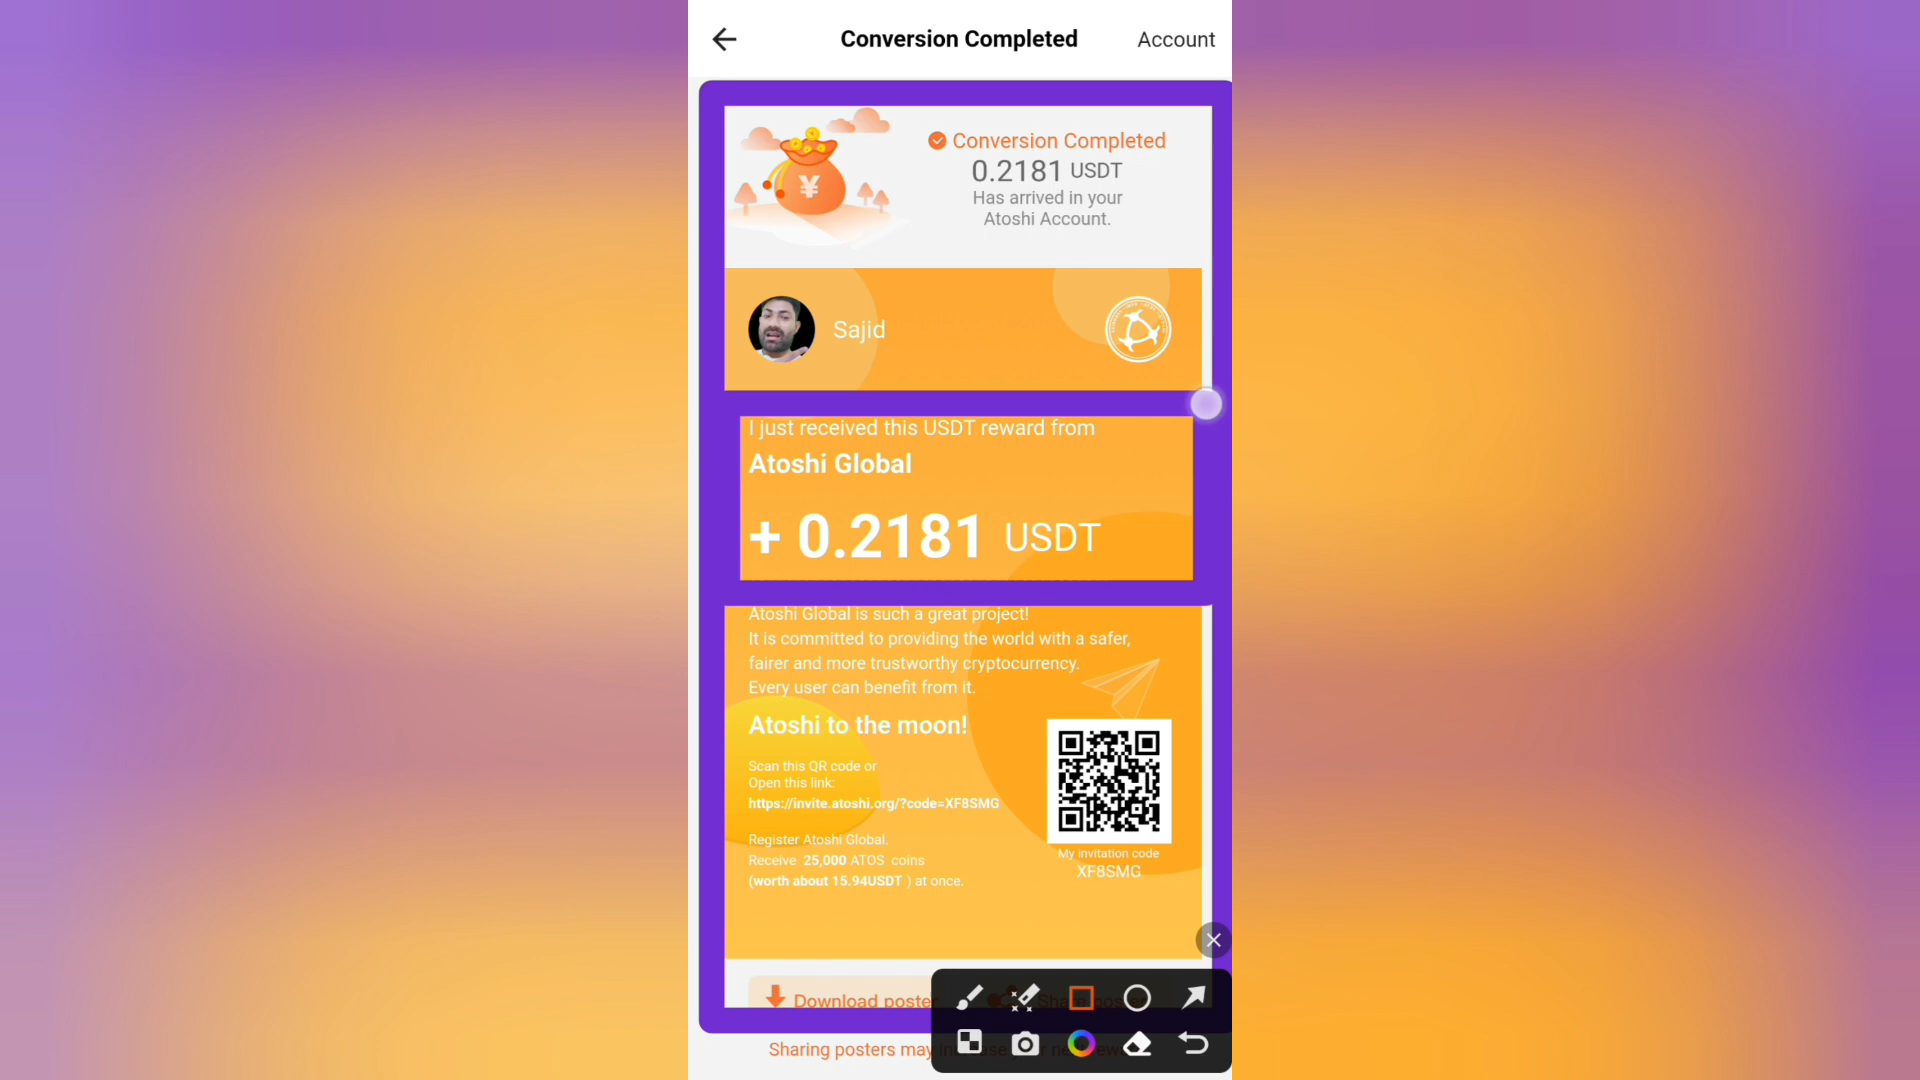 Conversion Completed
Account
Conversion Completed
0.2181 USDT
Has arrived in your
Atoshi Account.
¥
Sajid
I just received this USDT reward from
Atoshi Global
+ 0.2181 USDT
Atoshi Global is such a great project!
It is committed to providing the world with a safer,
fairer and more trustworthy cryptocurrency.
Every user can benefit from it.
Atoshi to the moon!
Scan this QR code or
Open this link:
https://invite.atoshi.org/?code=XF8SMG
Register Atoshi Global.
Receive 25,000 ATOS coins
(worth about 15.94USDT ) at once.
My invitation code
XF8SMG
Download poster
Share poster
Sharing posters may